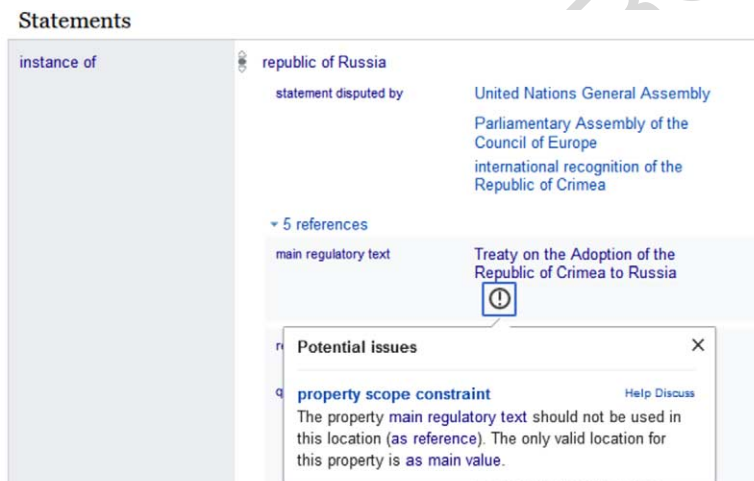 Statements
instance of
republic of Russia
statement disputed by
United Nations General Assembly
Parliamentary Assembly of the
Council of Europe
international recognition of the
Republic of Crimea
5 references
main regulatory text
Treaty on the Adoption of the
Republic of Crimea to Russia
Potential issues
property scope constraint
Help Discuss
The property main regulatory text should not be used in
this location (as reference). The only valid location for
this property is as main value.